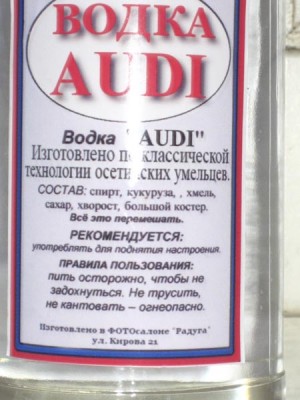 ВОДКА
AUDI
Водка "AUDI"
Изготовлено по классической
технологии осетинских умельцев.
СОСТАВ: спирт, кукуруза, , хмель,
сахар, хворост, большой костер.
Всё это перемешать.
РЕКОМЕНДУЕТСЯ:
употреблять для поднятия настроения.
ПРАВИЛА ПОЛЬЗОВАНИЯ:
пить осторожно, чтобы не
задохнуться. Не трусить,
не кантовать – огнеопасно.
Изготовлено в ФОТОсалоне "Радуга"
ул. Кирова 21